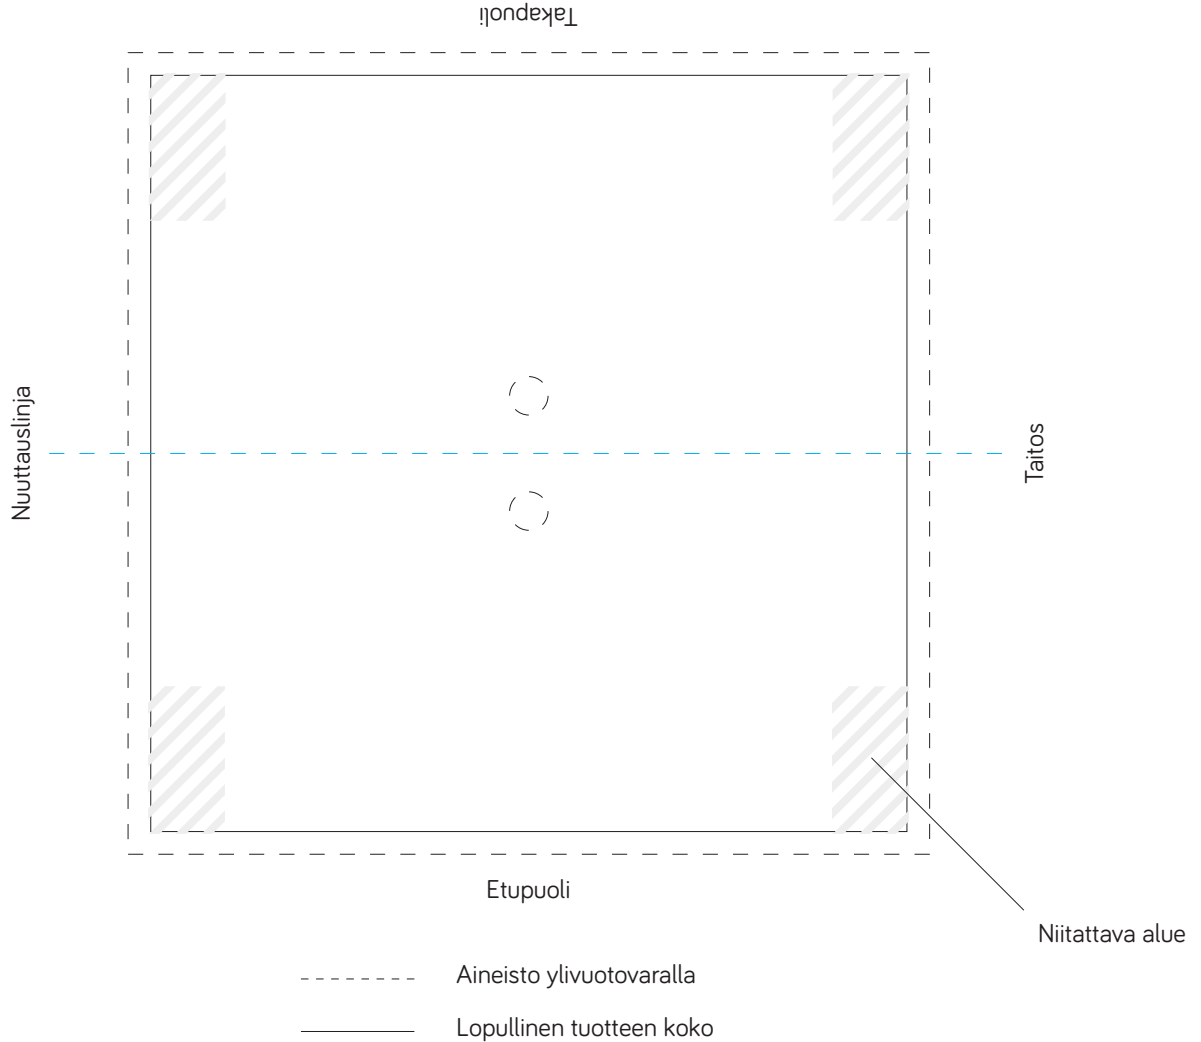 Takapuoli
Nuuttauslinja
Taitos
Etupuoli
Niitattava alue
Aineisto ylivuotovaralla
Lopullinen tuotteen koko